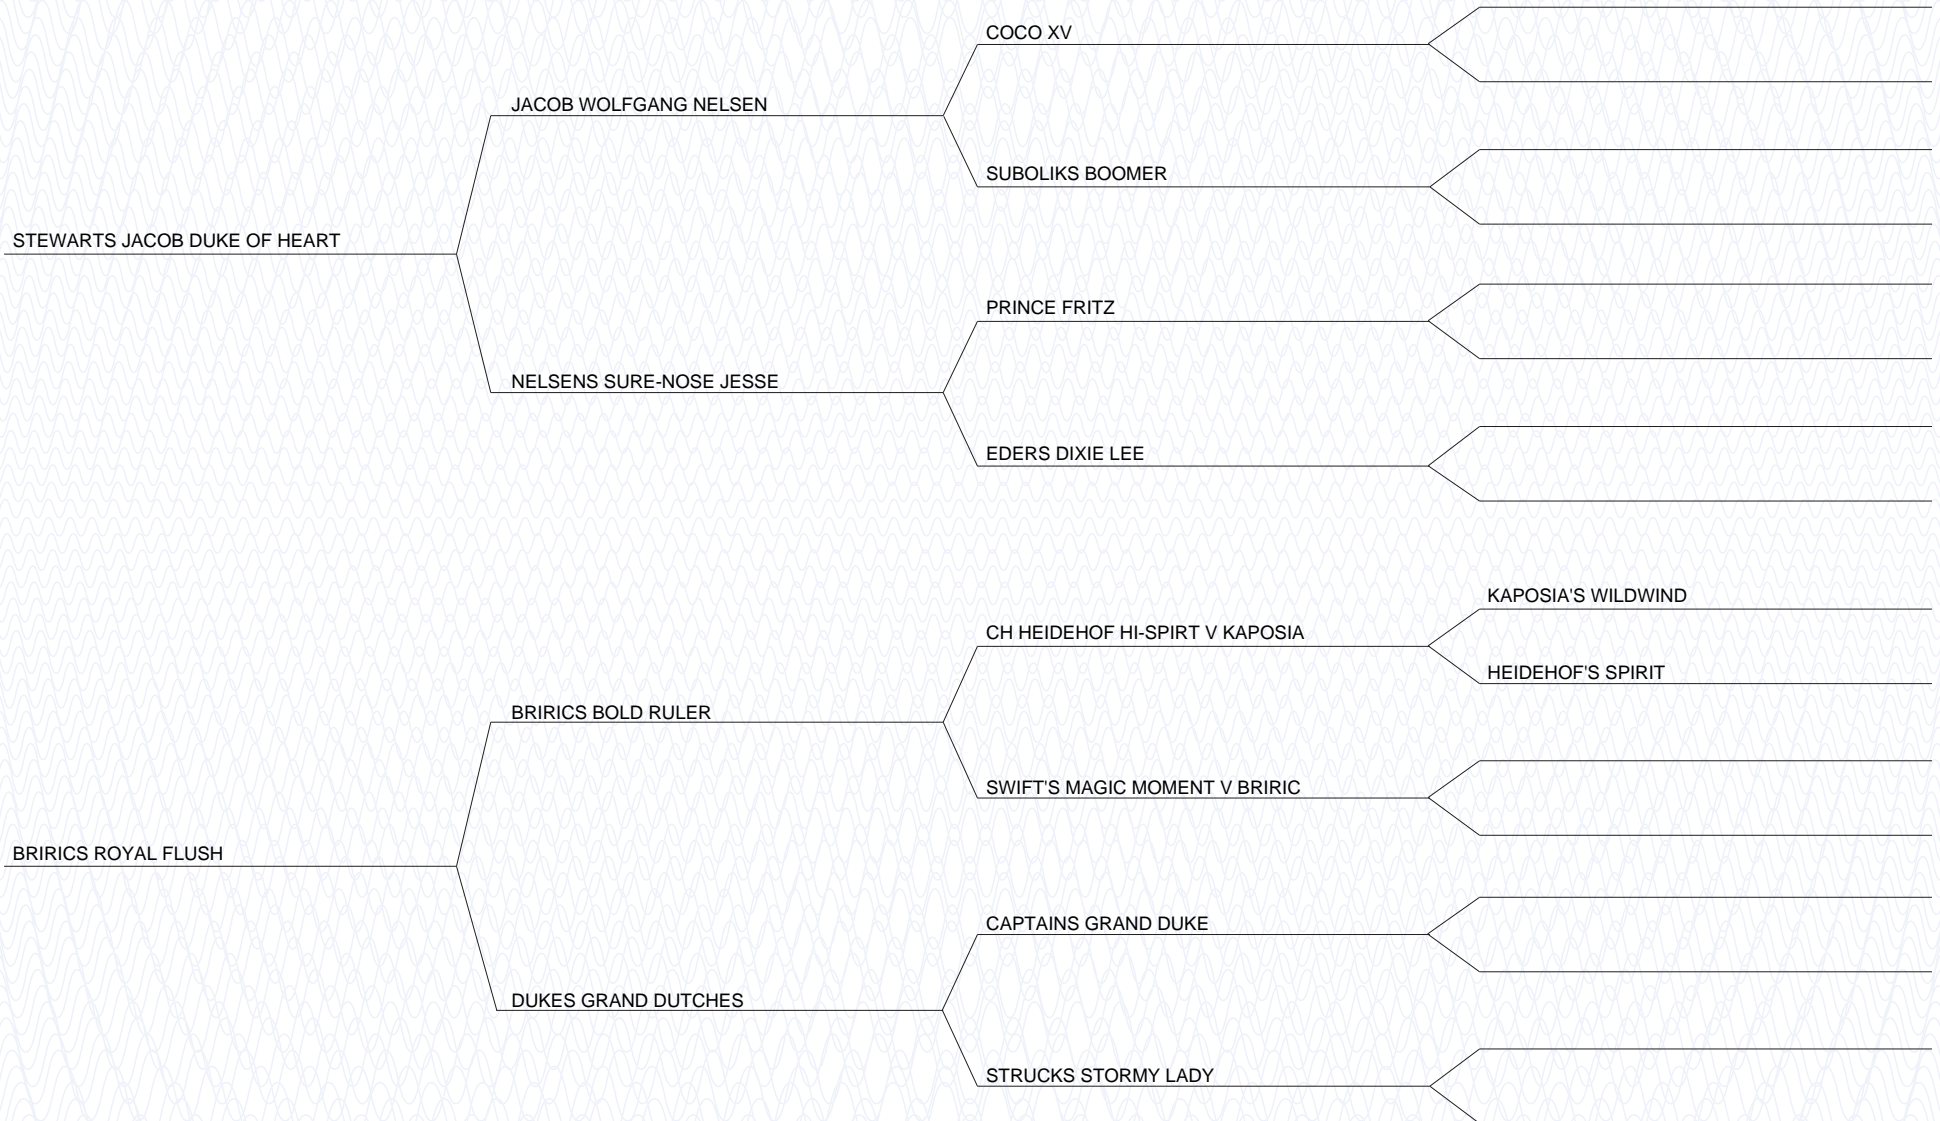 COCO XV
JACOB WOLFGANG NELSEN
SUBOLIKS BOOMER
STEWARTS JACOB DUKE OF HEART
PRINCE FRITZ
NELSENS SURE-NOSE JESSE
EDERS DIXIE LEE
KAPOSIA'S WILDWIND
CH HEIDEHOF HI-SPIRT V KAPOSIA
HEIDEHOF'S SPIRIT
BRIRICS BOLD RULER
SWIFT'S MAGIC MOMENT V BRIRIC
BRIRICS ROYAL FLUSH
CAPTAINS GRAND DUKE
DUKES GRAND DUTCHES
STRUCKS STORMY LADY